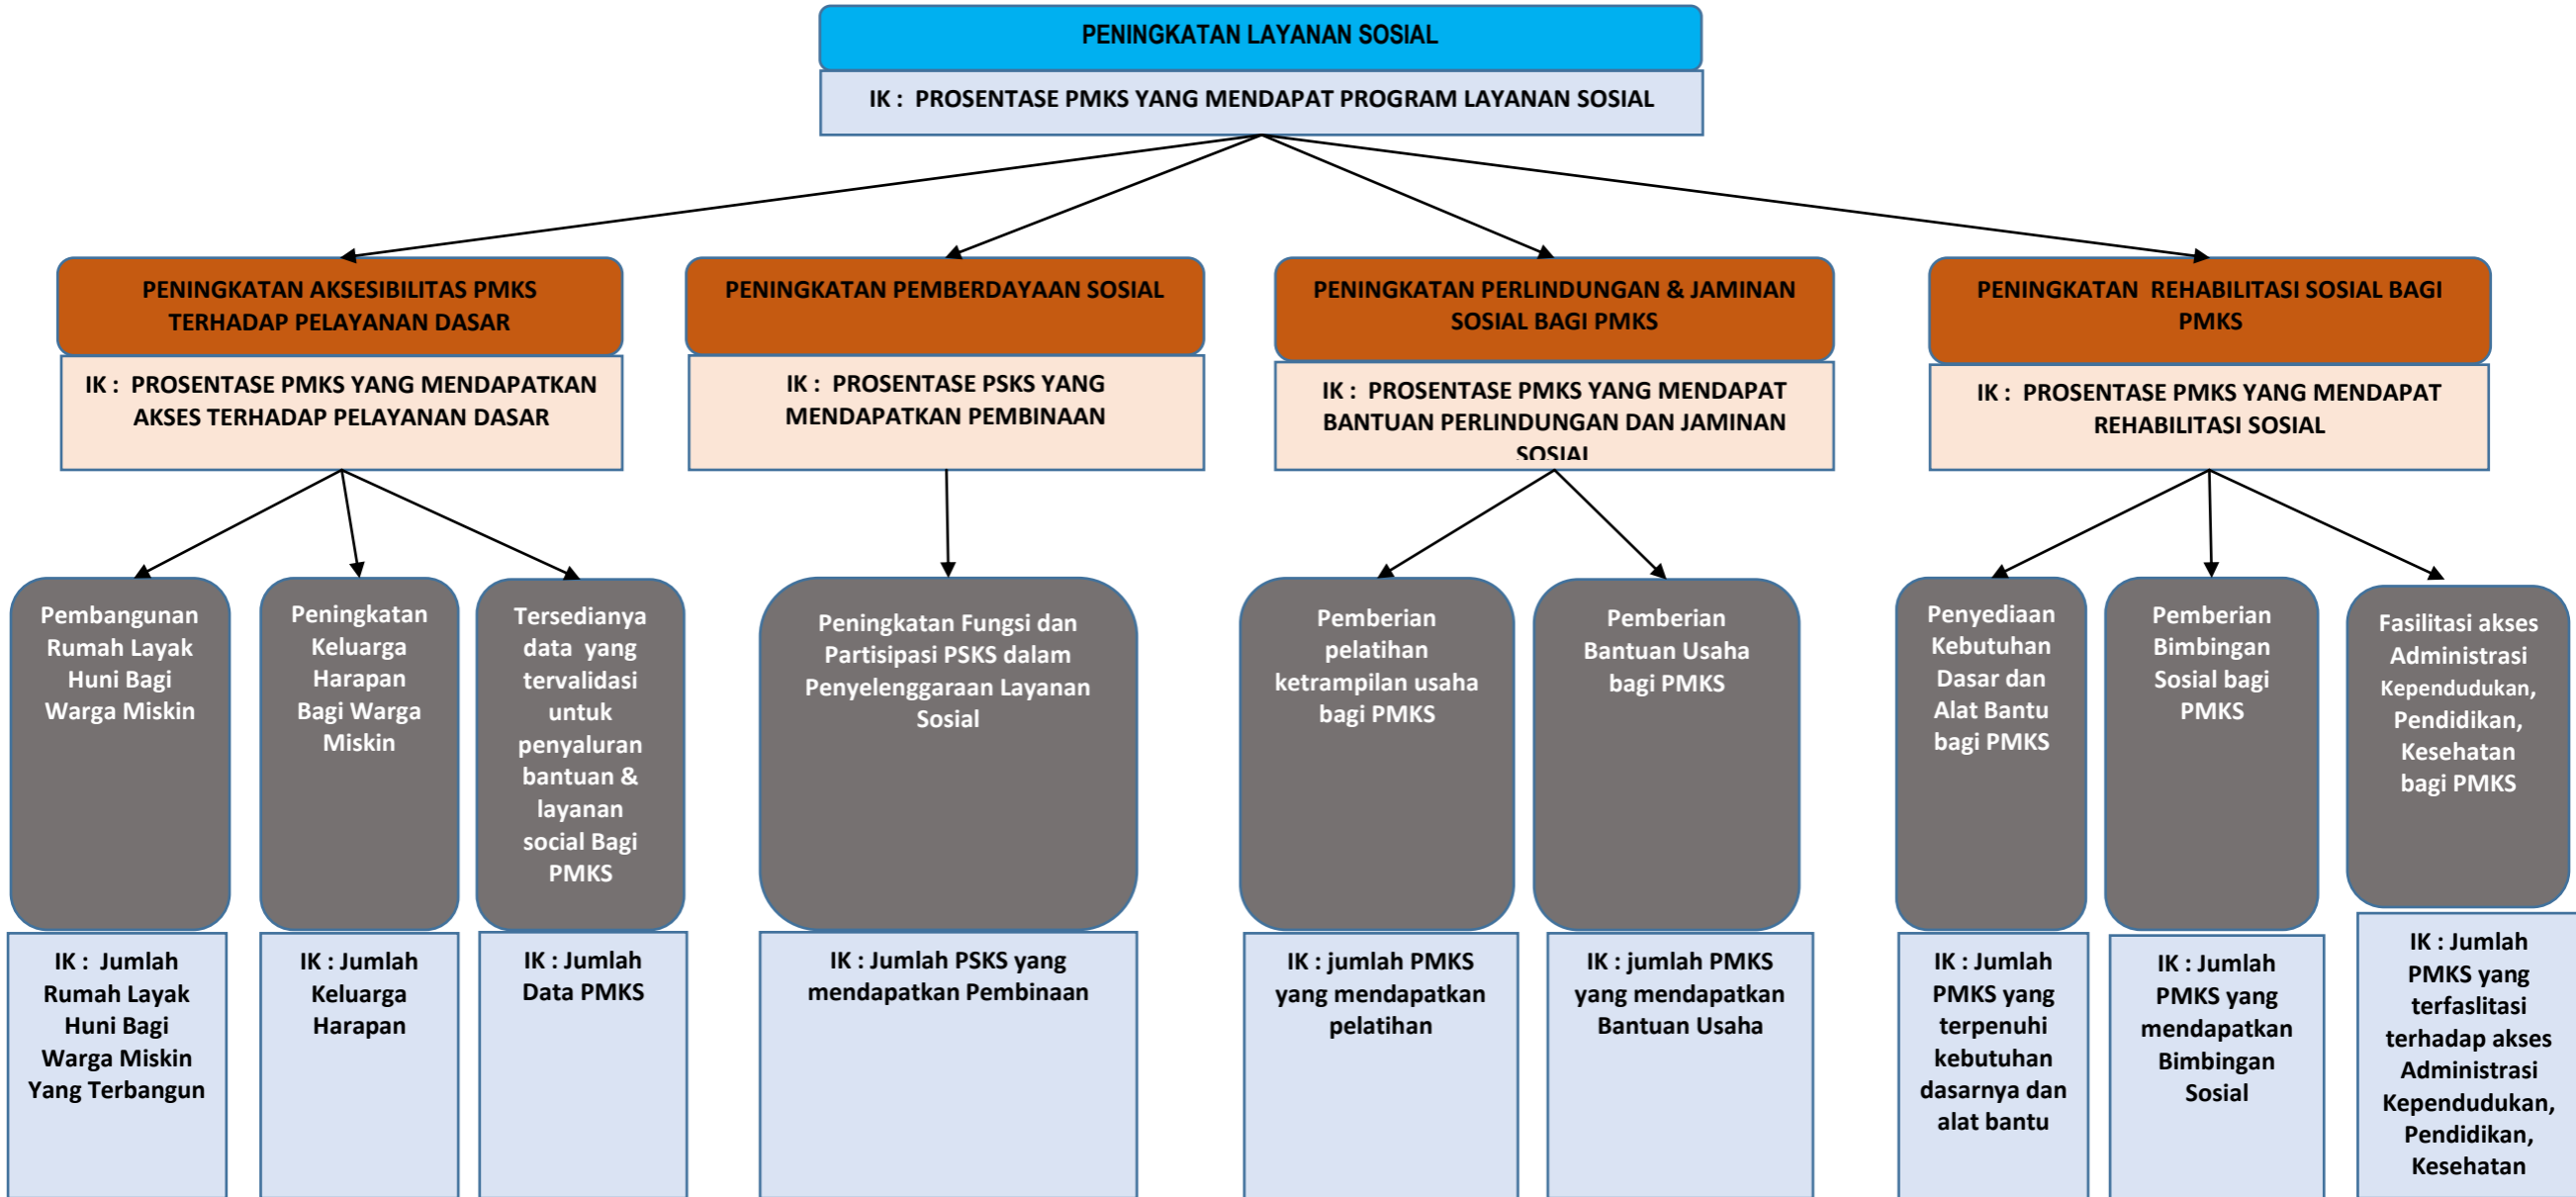 PENINGKATAN LAYANAN SOSIAL
IK : PROSENTASE PMKS YANG MENDAPAT PROGRAM LAYANAN SOSIAL
PENINGKATAN AKSESIBILITAS PMKS
TERHADAP PELAYANAN DASAR
IK : PROSENTASE PMKS YANG MENDAPATKAN
AKSES TERHADAP PELAYANAN DASAR
PENINGKATAN PEMBERDAYAAN SOSIAL
IK : PROSENTASE PSKS YANG
MENDAPATKAN PEMBINAAN
PENINGKATAN PERLINDUNGAN & JAMINAN
SOSIAL BAGI PMKS
IK : PROSENTASE PMKS YANG MENDAPAT
BANTUAN PERLINDUNGAN DAN JAMINAN
SOSIAL
PENINGKATAN REHABILITASI SOSIAL BAGI
PMKS
IK : PROSENTASE PMKS YANG MENDAPAT
REHABILITASI SOSIAL
Pembangunan
Rumah Layak
Huni Bagi
Warga Miskin
IK : Jumlah
Rumah Layak
Huni Bagi
Warga Miskin
Yang Terbangun
Peningkatan
Keluarga
Harapan
Bagi Warga
Miskin
IK : Jumlah
Keluarga
Harapan
Tersedianya
data yang
tervalidasi
untuk
penyaluran
bantuan &
layanan
social Bagi
PMKS
IK : Jumlah
Data PMKS
Peningkatan Fungsi dan
Partisipasi PSKS dalam
Penyelenggaraan Layanan
Sosial
IK : Jumlah PSKS yang
mendapatkan Pembinaan
Pemberian
pelatihan
ketrampilan usaha
bagi PMKS
IK : jumlah PMKS
yang mendapatkan
pelatihan
Pemberian
Bantuan Usaha
bagi PMKS
IK : jumlah PMKS
yang mendapatkan
Bantuan Usaha
Penyediaan
Kebutuhan
Dasar dan
Alat Bantu
bagi PMKS
IK : Jumlah
PMKS yang
terpenuhi
kebutuhan
dasarnya dan
alat bantu
Pemberian
Bimbingan
Sosial bagi
PMKS
IK : Jumlah
PMKS yang
mendapatkan
Bimbingan
Sosial
Fasilitasi akses
Administrasi
Kependudukan,
Pendidikan,
Kesehatan
bagi PMKS
IK : Jumlah
PMKS yang
terfaslitasi
terhadap akses
Administrasi
Kependudukan,
Pendidikan,
Kesehatan